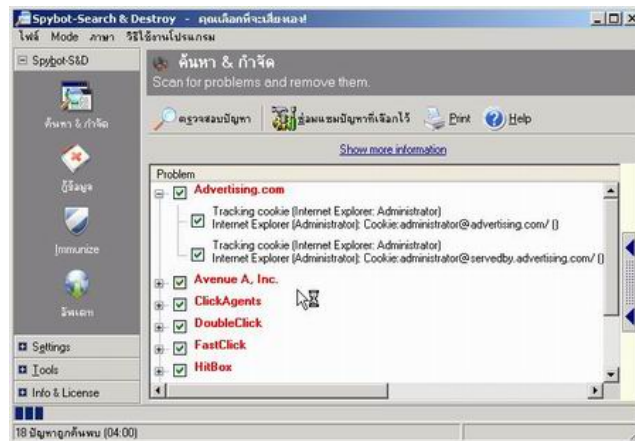 Spybot-Search & Destroy - คุณเลือกที่จะเสี่ยงเอง!
ไฟล์ Mode ภาษา วิธีใช้งานโปรแกรม
Spybot-S&D
ค้นหา & กำจัด
กู้ข้อมูล
Immunize
อัพเดท
Settings
Tools
Info & License
ค้นหา & กำจัด
Scan for problems and remove them.
ตรวจสอบปัญหา ซ่อมแซมปัญหาที่เลือกไว้ Print Help
Show more information
Problem
Advertising.com
Tracking cookie (Internet Explorer: Administrator)
Internet Explorer (Administrator): Cookie:administrator@advertising.com/ ()
Tracking cookie (Internet Explorer: Administrator)
Internet Explorer (Administrator): Cookie:administrator@servedby.advertising.com/ ()
Avenue A, Inc.
ClickAgents
DoubleClick
FastClick
HitBox
18 ปัญหาถูกค้นพบ (04:00)